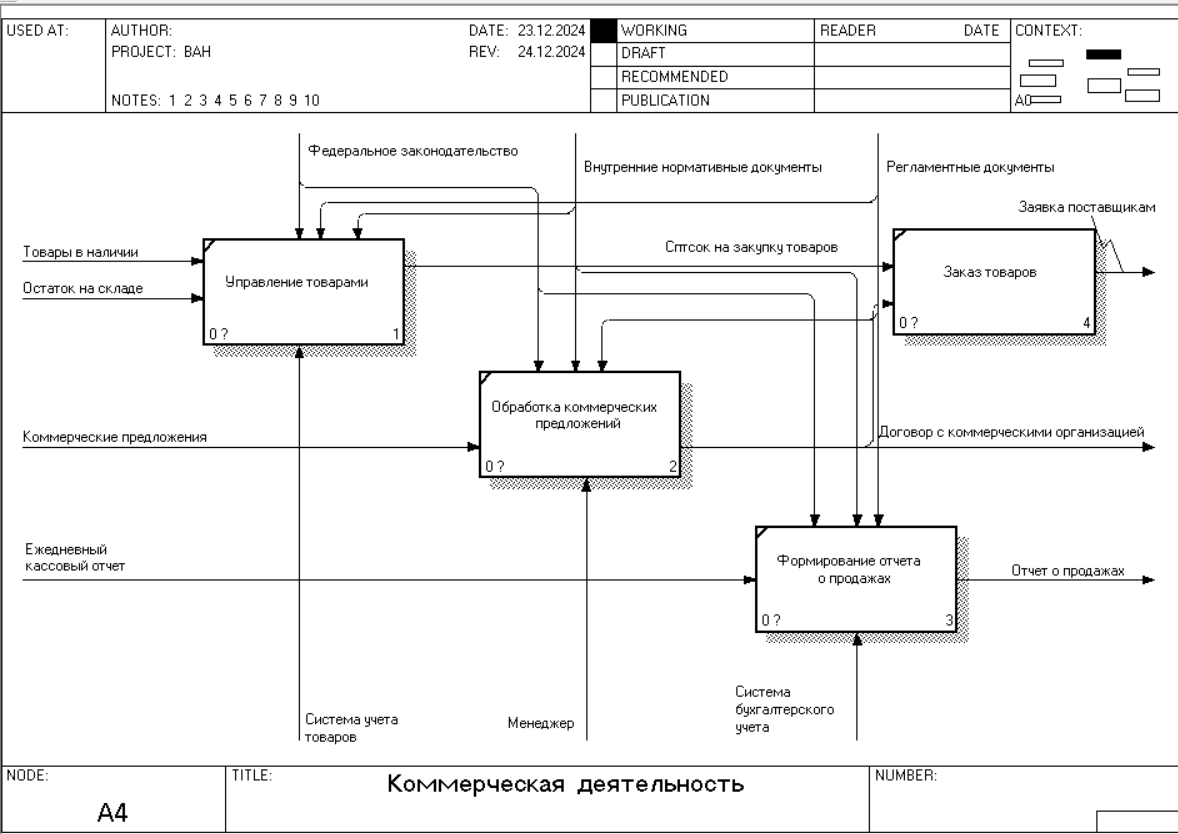 USED AT:
AUTHOR:
DATE: 23.12.2024
WORKING
READER
DATE
CONTEXT:
PROJECT: ВАН
REV: 24.12.2024
DRAFT
RECOMMENDED
NOTES: 1 2 3 4 5 6 7 8 9 10
PUBLICATION
A0
Федеральное законодательство
Внутренние нормативные документы
Регламентные документы
Заявка поставщикам
Товары в наличии
Сптсок на закупку товаров
Остаток на складе
Управление товарами
0 ?
1
Заказ товаров
0 ?
4
Обработка коммерческих
предложений
0 ?
2
Коммерческие предложения
Договор с коммерческими организацией
Ежедневный
кассовый отчет
Формирование отчета
о продажах
0 ?
3
Отчет о продажах
Система учета
товаров
Менеджер
Система
бухгалтерского
учета
NODE:
A4
TITLE:
Коммерческая деятельность
NUMBER: